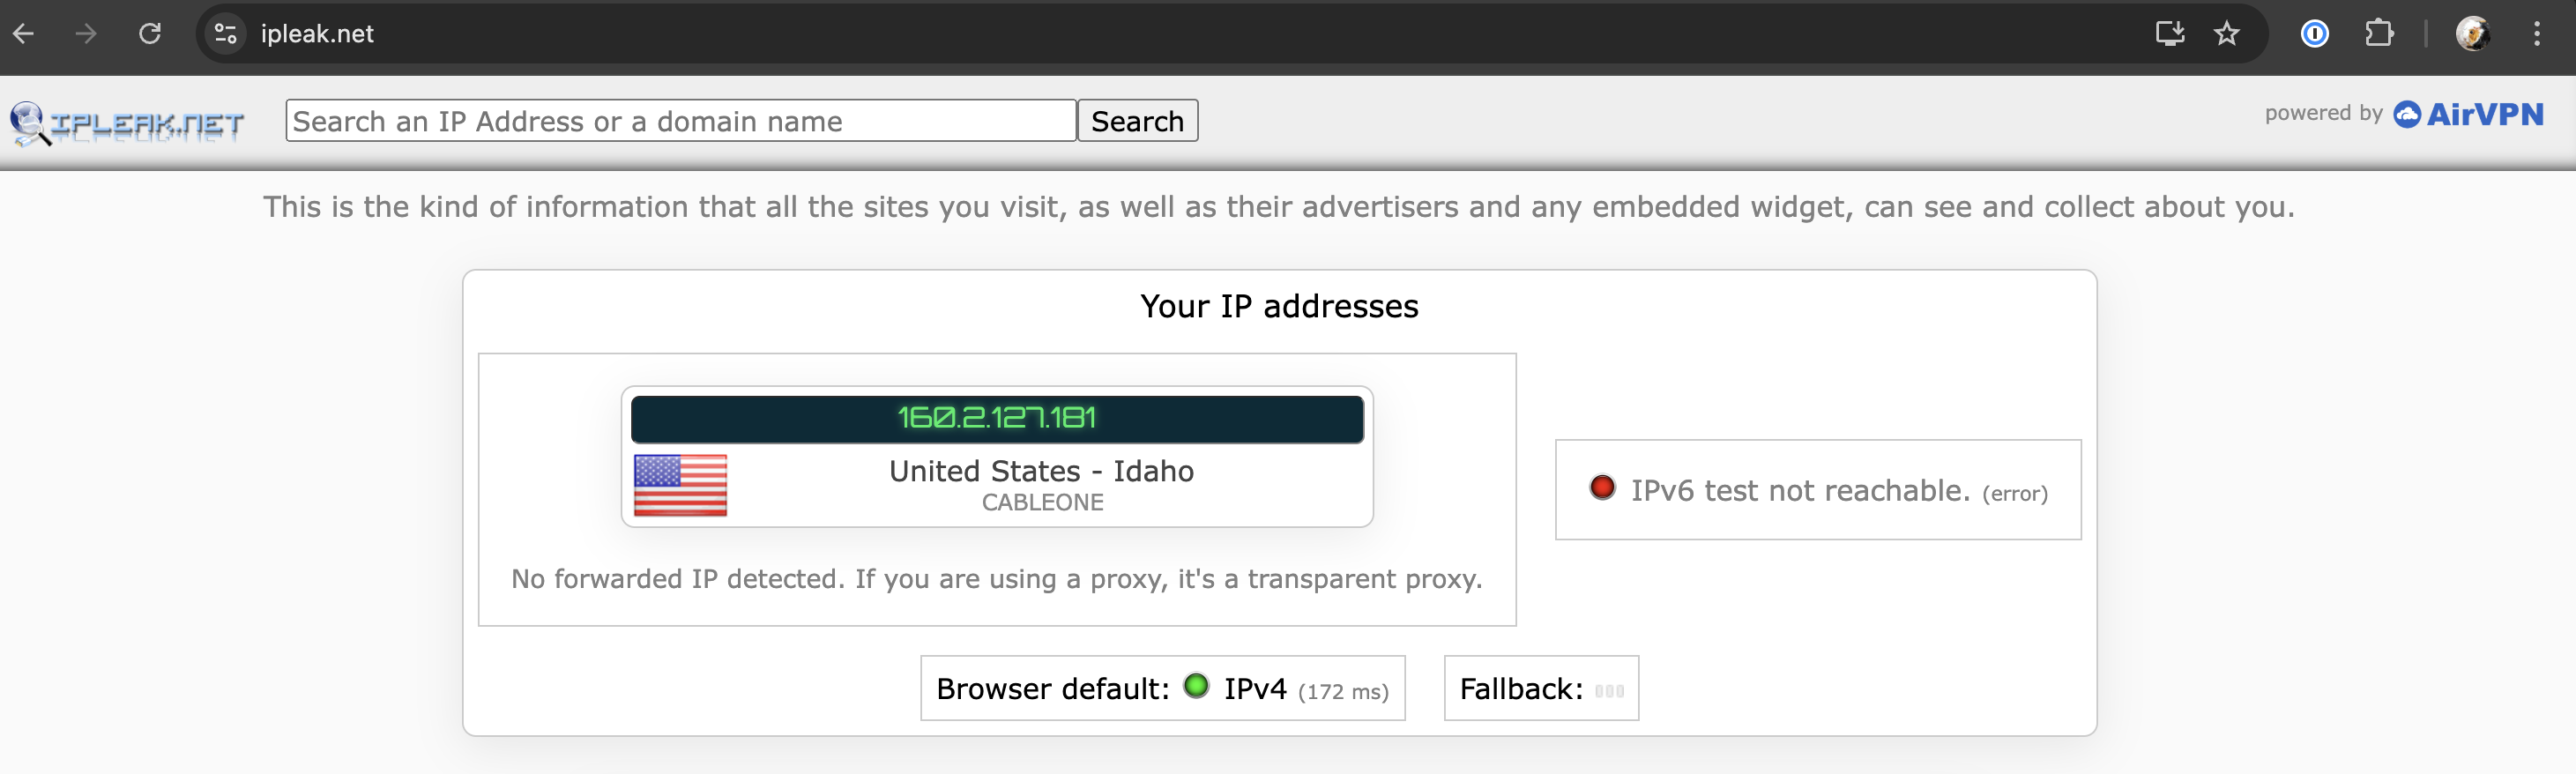 ipleak.net
IPLEAK.NET
Search an IP Address or a domain name
Search
powered by AirVPN
This is the kind of information that all the sites you visit, as well as their advertisers and any embedded widget, can see and collect about you.
Your IP addresses
160.2.127.181
United States - Idaho
CABLEONE
No forwarded IP detected. If you are using a proxy, it's a transparent proxy.
IPv6 test not reachable. (error)
Browser default: IPv4 (172 ms)
Fallback: